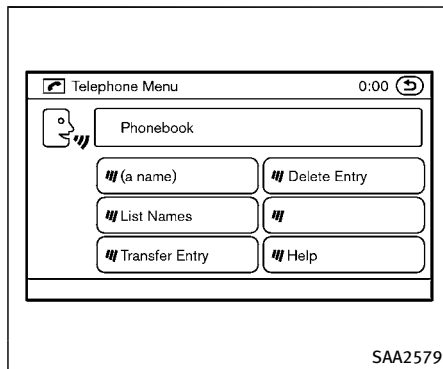 Telephone Menu 0:00
Phonebook
(a name) Delete Entry
List Names
Transfer Entry Help
SAA2579